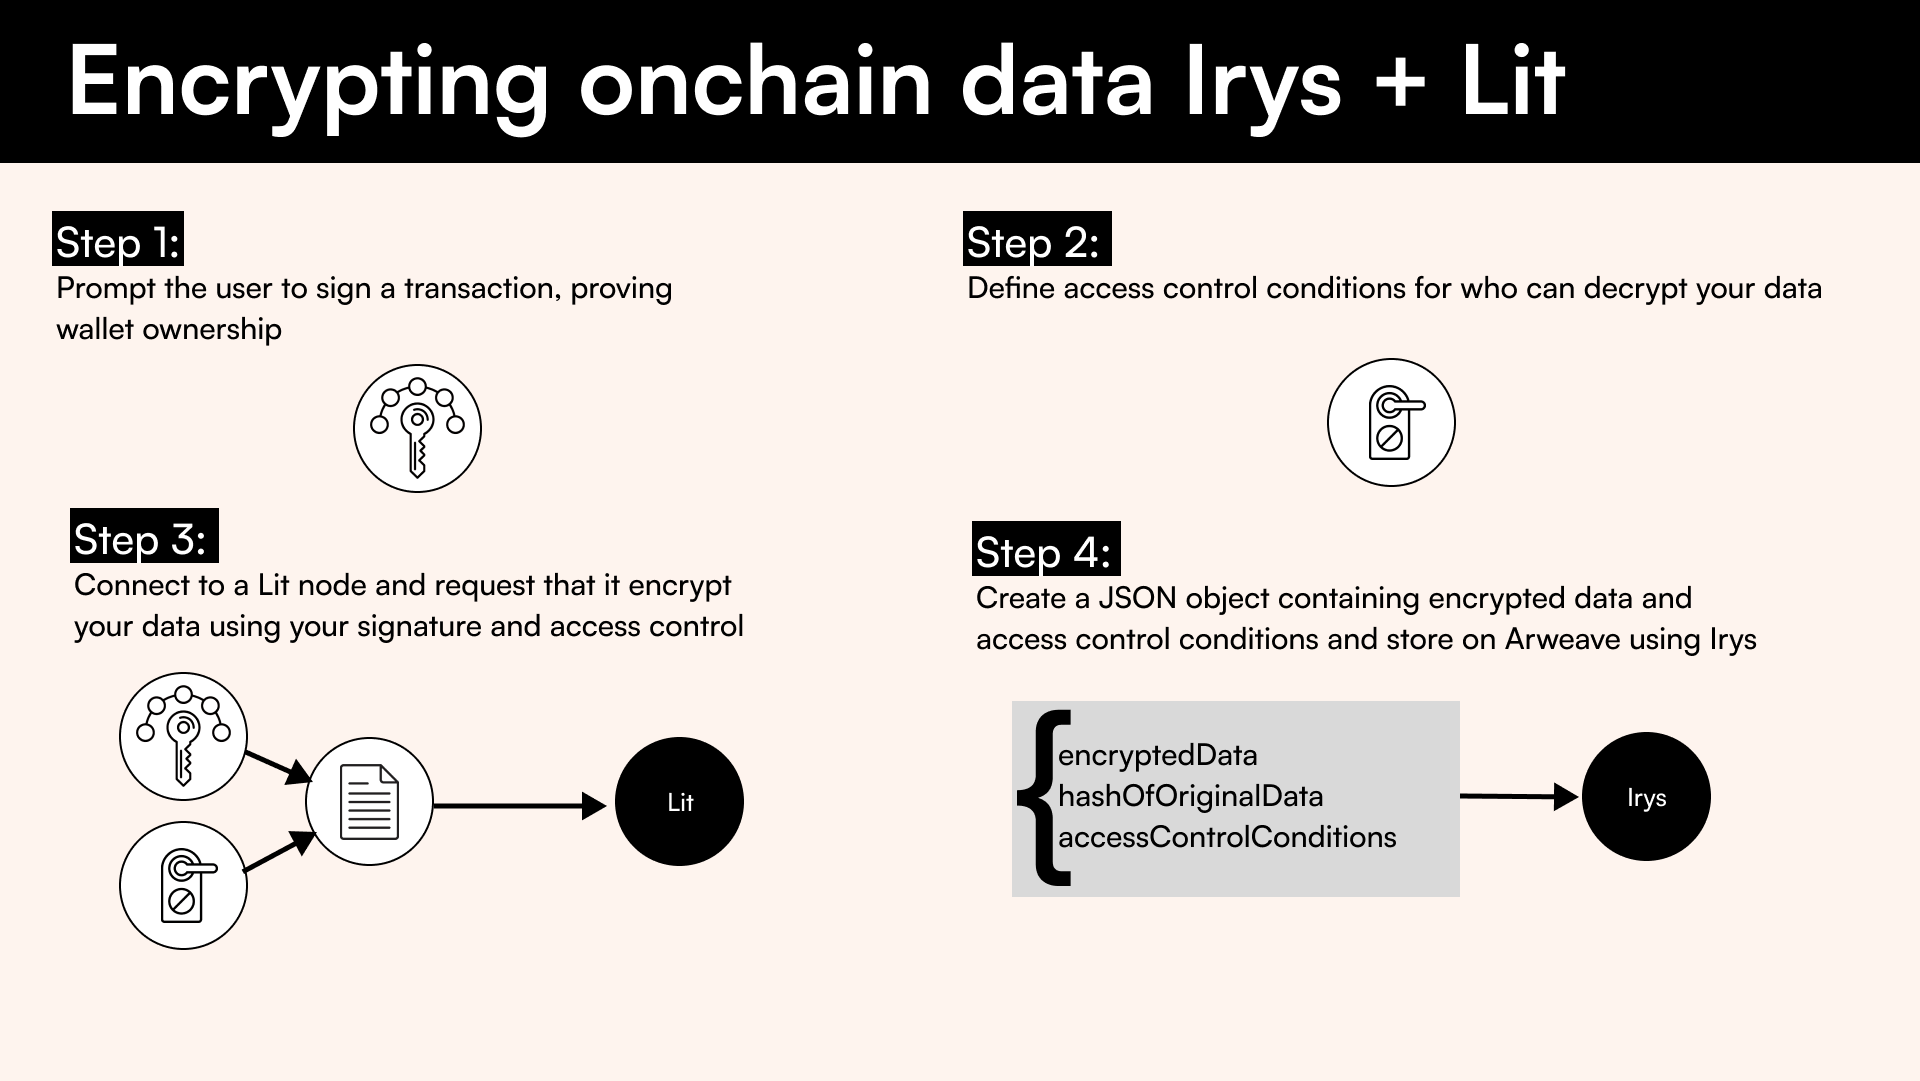 Encrypting onchain data Irys + Lit
Step 1:
Prompt the user to sign a transaction, proving
wallet ownership
Step 2:
Define access control conditions for who can decrypt your data
Step 3:
Connect to a Lit node and request that it encrypt
your data using your signature and access control
Lit
Step 4:
Create a JSON object containing encrypted data and
access control conditions and store on Arweave using Irys
{
encryptedData
hashOfOriginalData
accessControlConditions
Irys